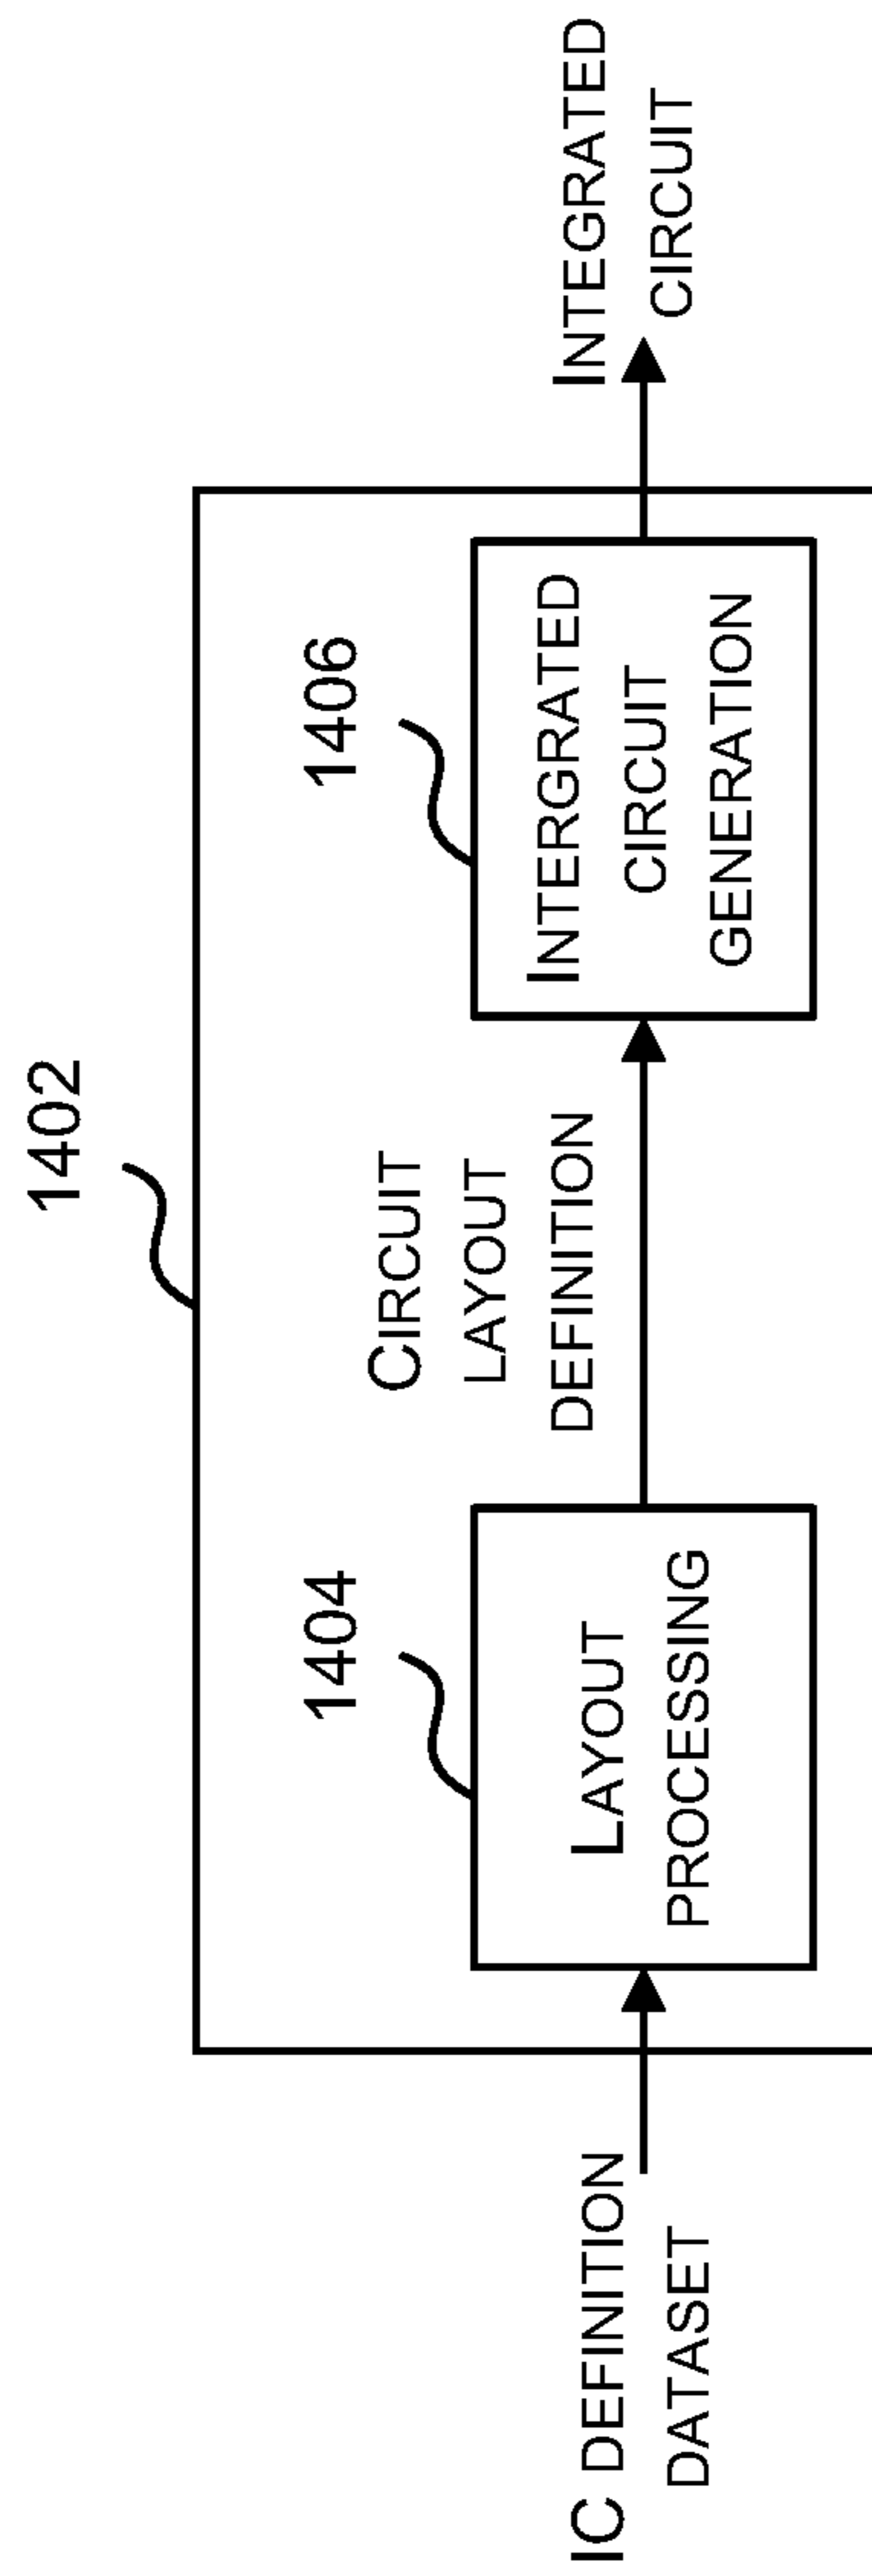 1402
IC DEFINITION
DATASET
1404
LAYOUT
PROCESSING
CIRCUIT
LAYOUT
DEFINITION
1406
INTERGRATED
CIRCUIT
GENERATION
INTEGRATED
CIRCUIT